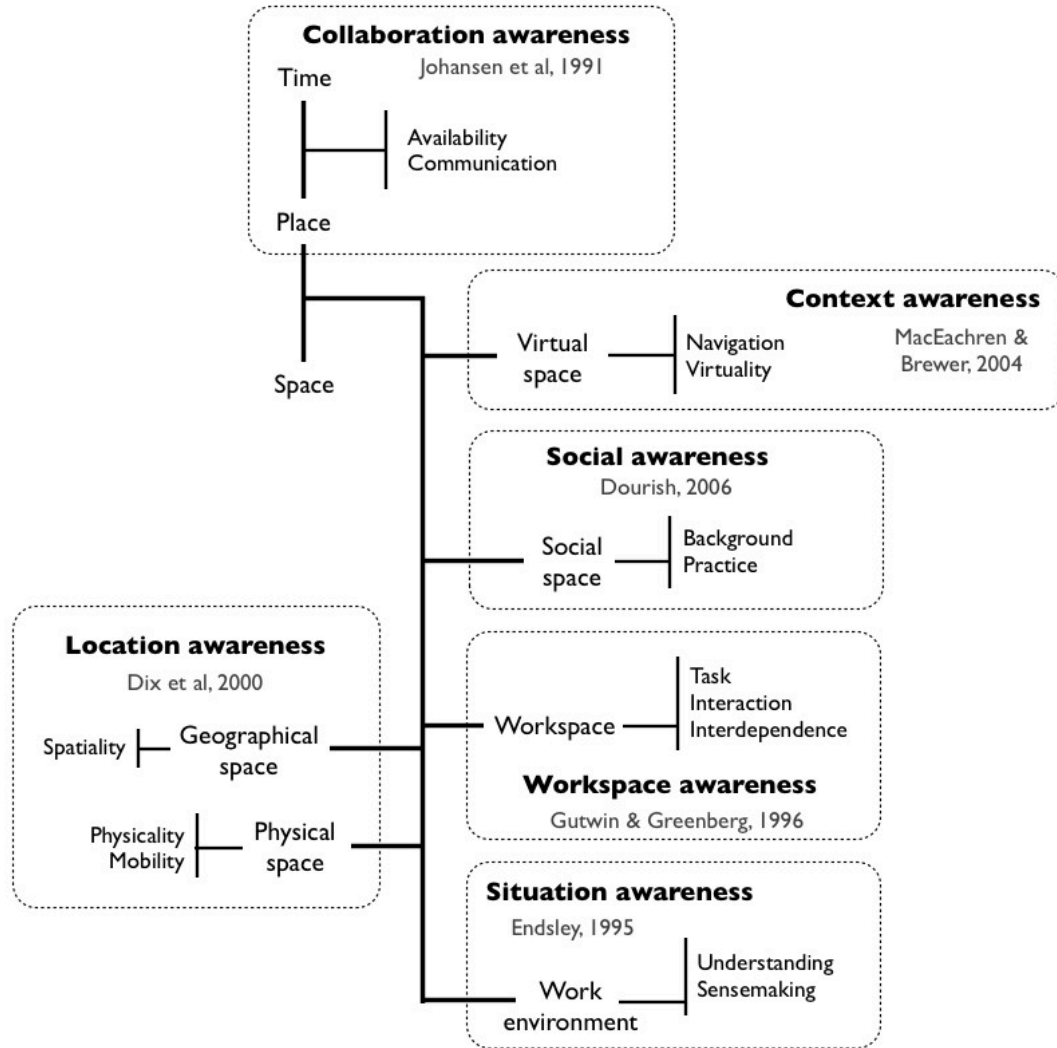 Collaboration awareness
Johansen et al, 1991
Time
Availability
Communication
Place
Space
Context awareness
MacEachren &
Brewer, 2004
Virtual
space
Navigation
Virtuality
Social awareness
Dourish, 2006
Social
space
Background
Practice
Location awareness
Dix et al, 2000
Spatiality
Geographical
space
Physicality
Mobility
Physical
space
Workspace
Task
Interaction
Interdependence
Workspace awareness
Gutwin & Greenberg, 1996
Situation awareness
Endsley, 1995
Work
environment
Understanding
Sensemaking